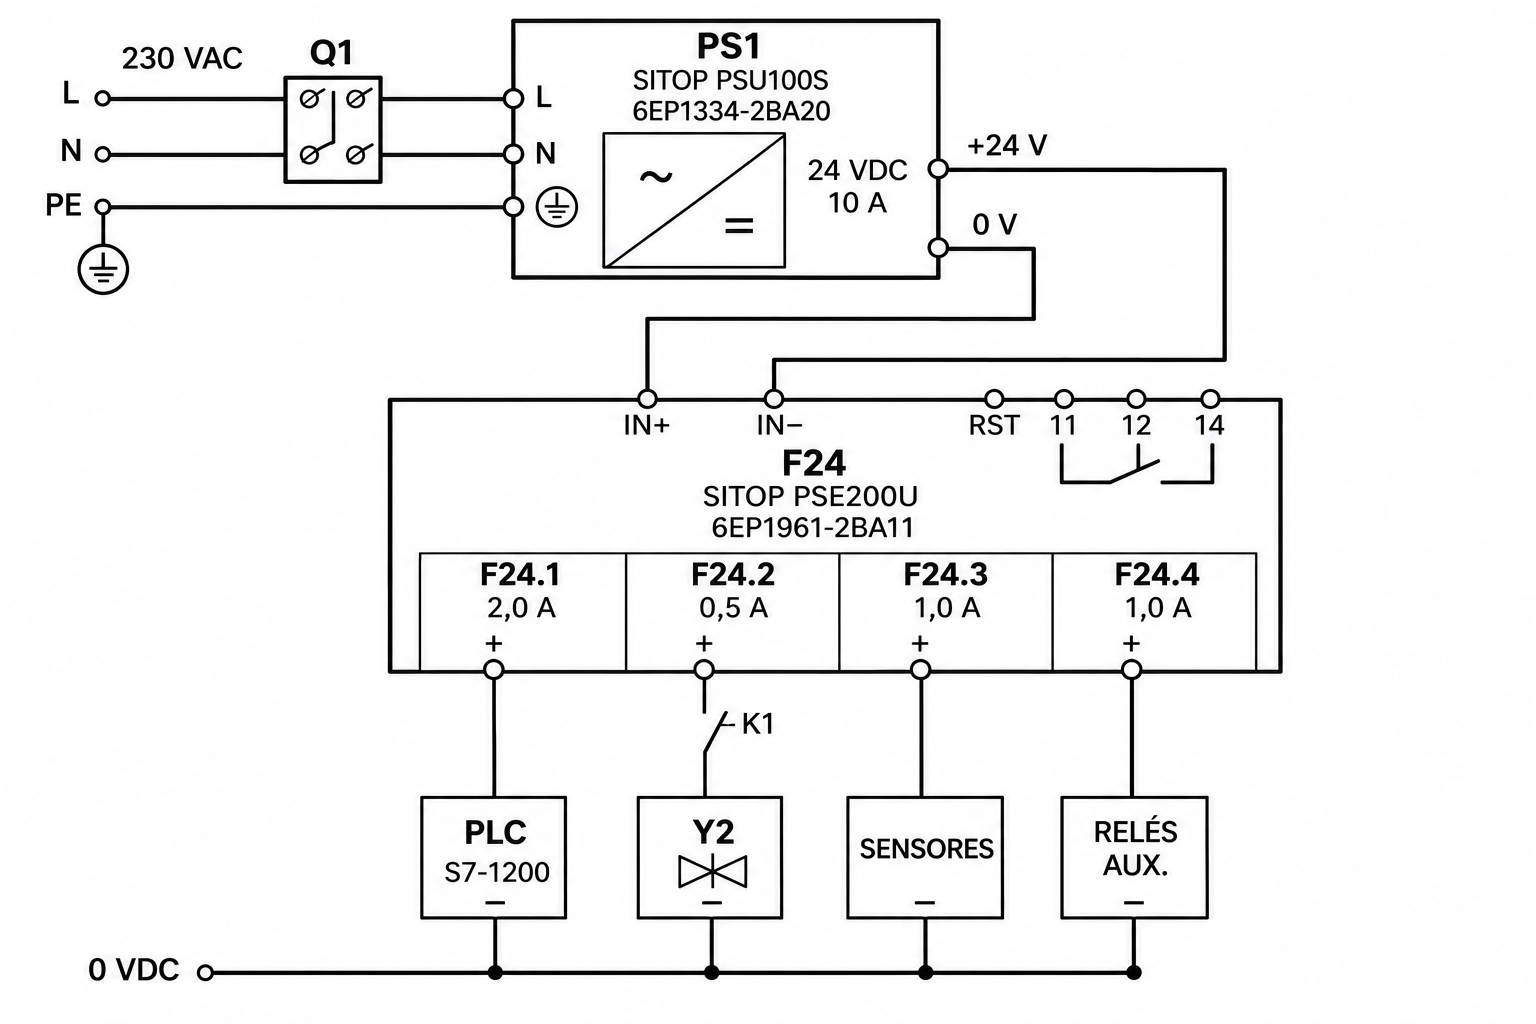 230 VAC
Q1
L
N
PE
PS1
SITOP PSU100S
6EP1334-2BA20
L
N
~
=
24 VDC
10 A
+24 V
0 V
IN+
IN−
RST
11
12
14
F24
SITOP PSE200U
6EP1961-2BA11
F24.1
2,0 A
+
F24.2
0,5 A
+
F24.3
1,0 A
+
F24.4
1,0 A
+
K1
PLC
S7-1200
−
Y2
−
SENSORES
−
RELÉS
AUX.
−
0 VDC